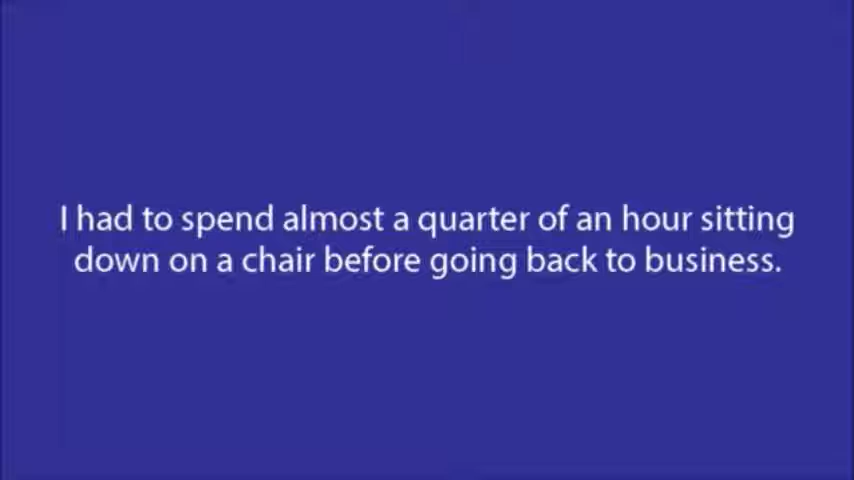 I had to spend almost a quarter of an hour sitting
down on a chair before going back to business.